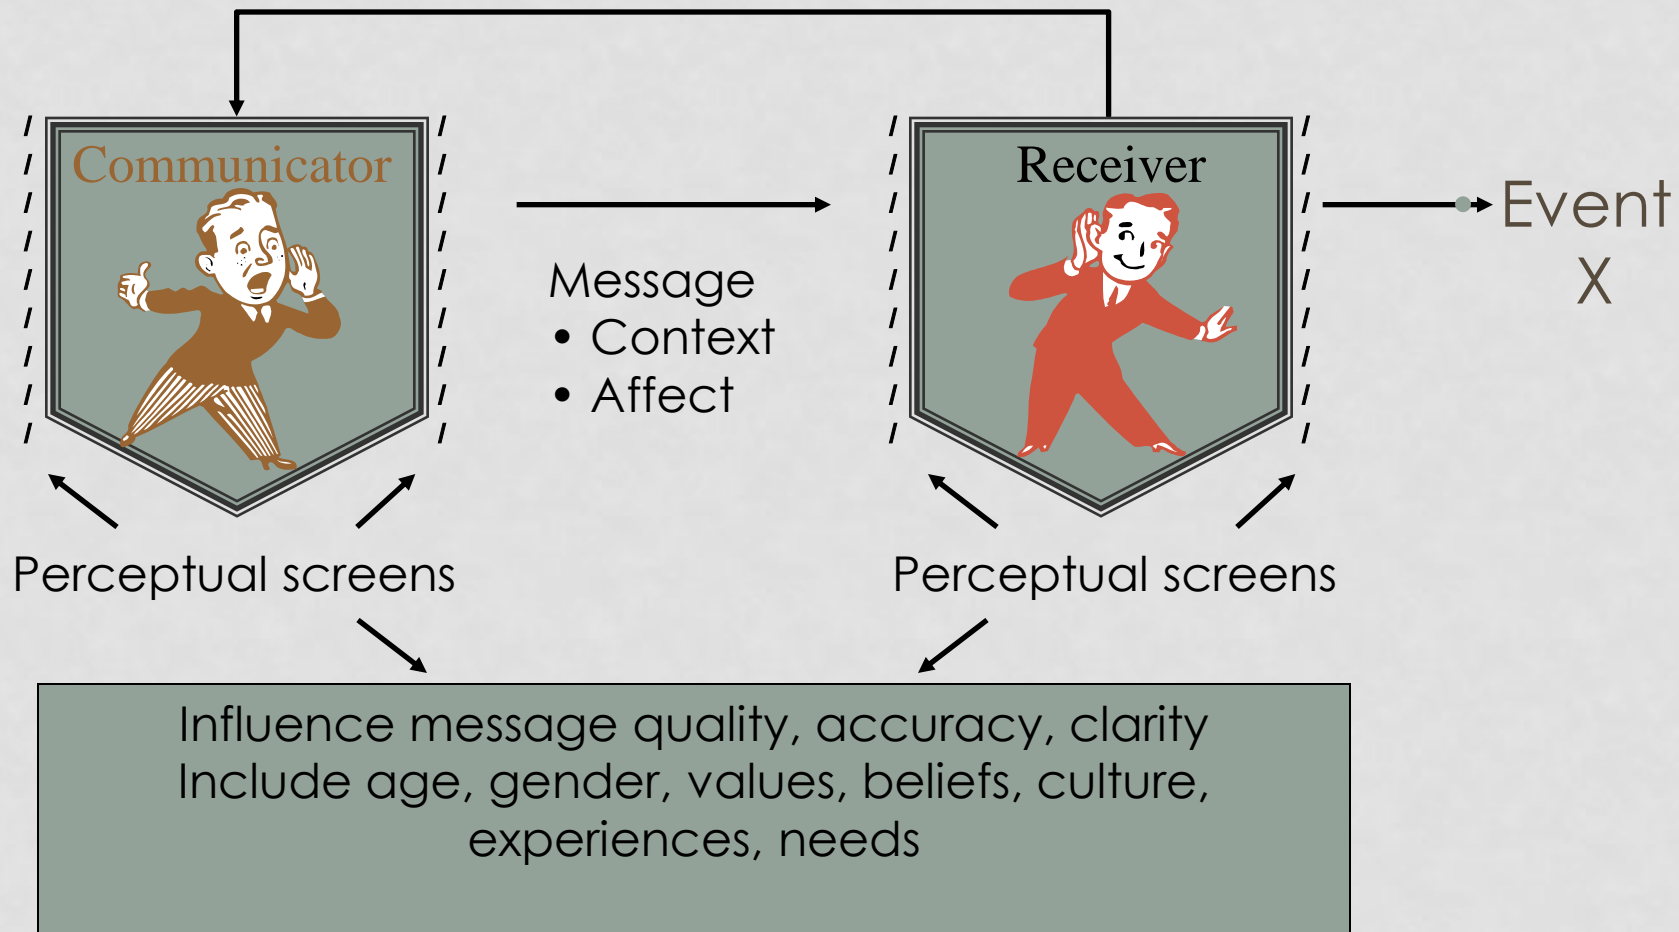 Communicator
Receiver
Event
X
Message
• Context
• Affect
Perceptual screens
Perceptual screens
Influence message quality, accuracy, clarity
Include age, gender, values, beliefs, culture,
experiences, needs